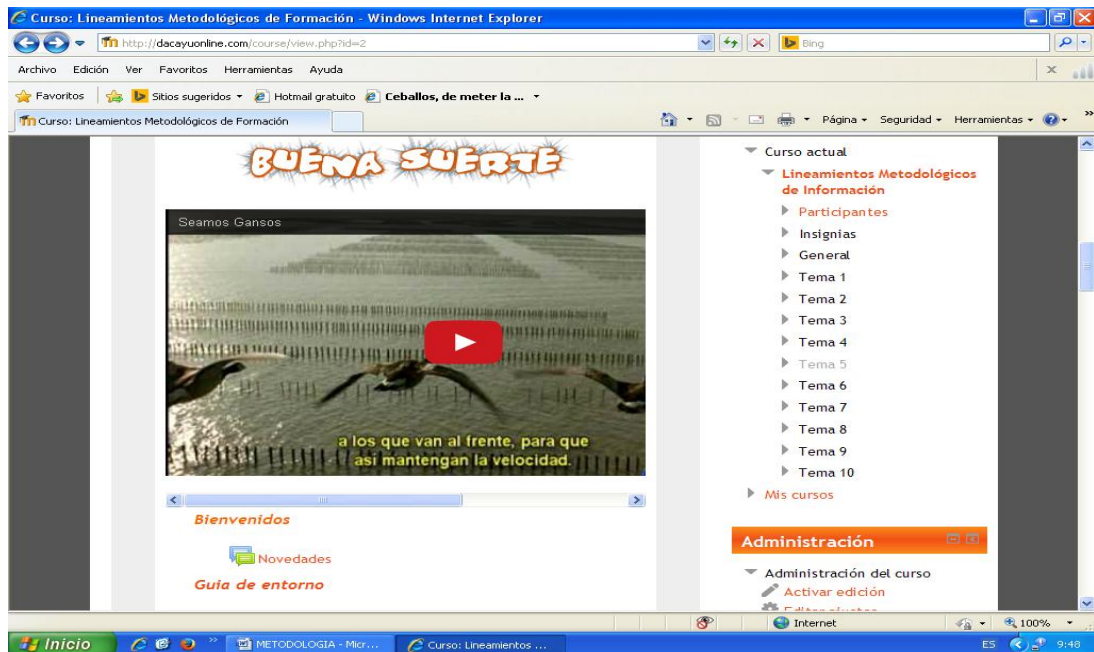 Curso: Lineamientos Metodológicos de Formación - Windows Internet Explorer
http://dacayuonline.com/course/view.php?id=2
Bing
Archivo Edición Ver Favoritos Herramientas Ayuda
Favoritos Sitios sugeridos Hotmail gratuito Ceballos, de meter la ...
Curso: Lineamientos Metodológicos de Formación
Página Seguridad Herramientas
BUENA SUERTE
Seamos Gansos
a los que van al frente, para que
asi mantengan la velocidad.
Bienvenidos
Novedades
Guia de entorno
Curso actual
Lineamientos Metodológicos
de Información
Participantes
Insignias
General
Tema 1
Tema 2
Tema 3
Tema 4
Tema 5
Tema 6
Tema 7
Tema 8
Tema 9
Tema 10
Mis cursos
Administración
Administración del curso
Activar edición
Editar ajustes
Internet 100%
Inicio METODOLOGIA - Micr... Curso: Lineamientos ... ES 9:48